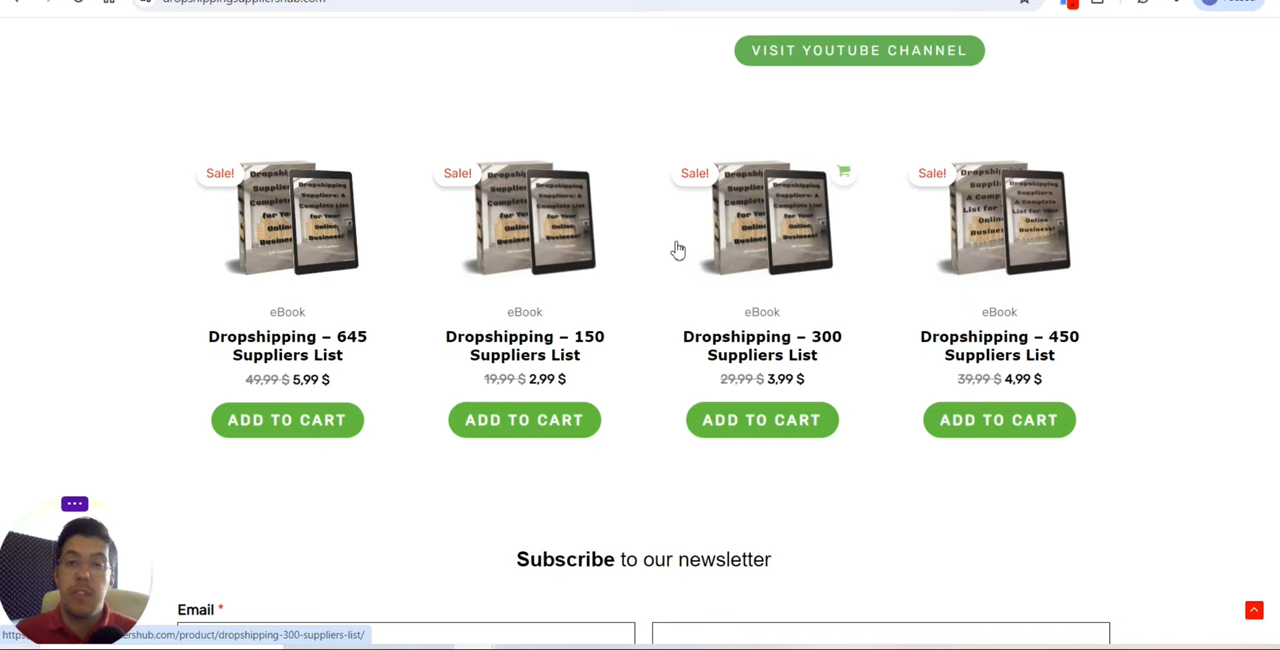 dropshippingsuppliershub.com
VISIT YOUTUBE CHANNEL
Sale!
Sale!
Sale!
Sale!
eBook
eBook
eBook
eBook
Dropshipping – 645
Suppliers List
Dropshipping – 150
Suppliers List
Dropshipping – 300
Suppliers List
Dropshipping – 450
Suppliers List
49,99 $ 5,99 $
19,99 $ 2,99 $
29,99 $ 3,99 $
39,99 $ 4,99 $
ADD TO CART
ADD TO CART
ADD TO CART
ADD TO CART
Subscribe to our newsletter
Email *
ershub.com/product/dropshipping-300-suppliers-list/